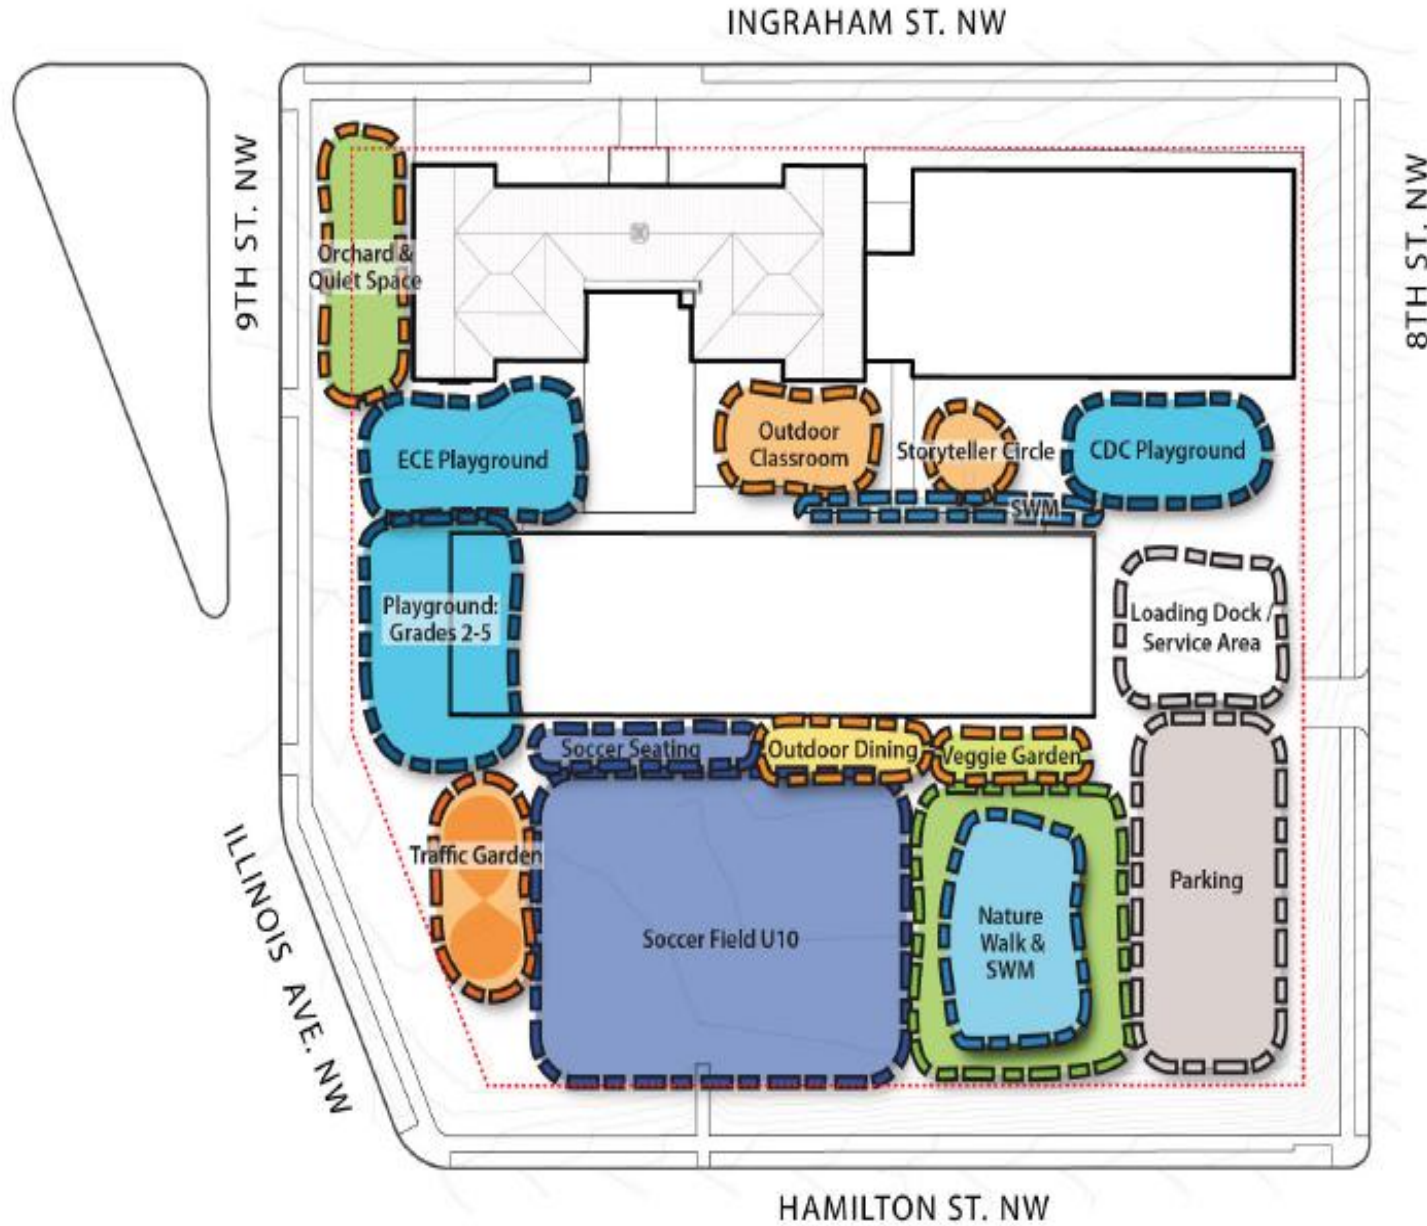 INGRAHAM ST. NW
9TH ST. NW
8TH ST. NW
Orchard &
Quiet Space
ECE Playground
Outdoor
Classroom
Storyteller Circle
CDC Playground
SWM
Playground:
Grades 2-5
Loading Dock /
Service Area
Soccer Seating
Outdoor Dining
Veggie Garden
Traffic Garden
Soccer Field U10
Nature
Walk &
SWM
Parking
ILLINOIS AVE. NW
HAMILTON ST. NW